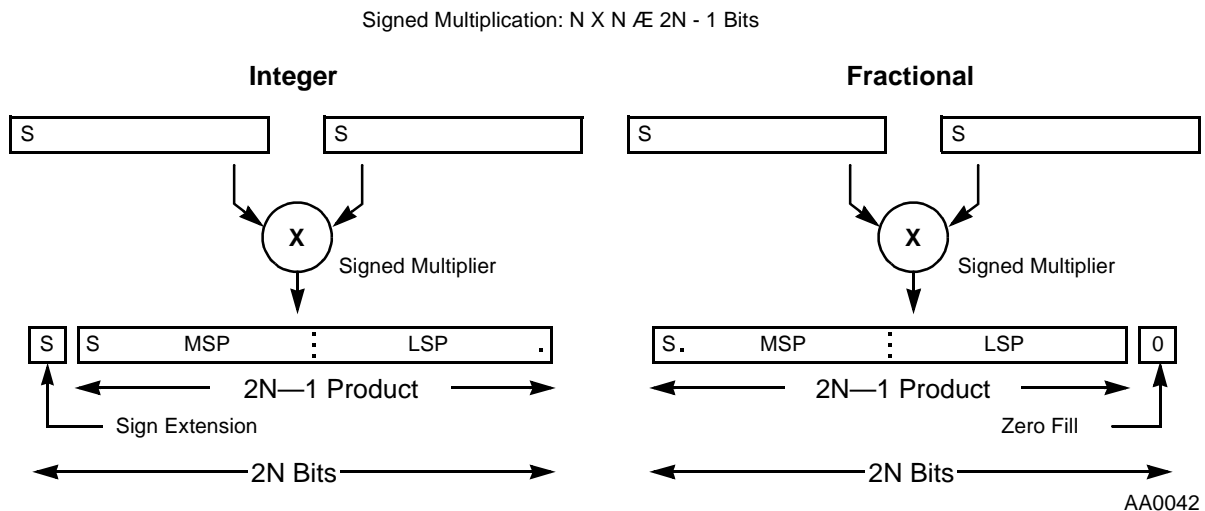 Signed Multiplication: N X N Æ 2N - 1 Bits
Integer
Fractional
S
S
S
S
X
Signed Multiplier
X
Signed Multiplier
S
S MSP : LSP .
S. MSP : LSP
0
2N—1 Product
2N—1 Product
Sign Extension
Zero Fill
2N Bits
2N Bits
AA0042